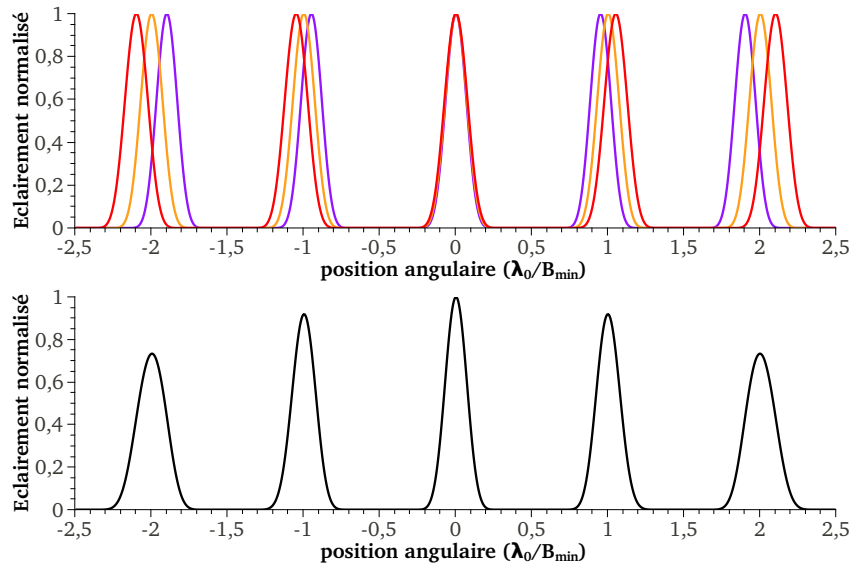 Eclairement normalisé
1
0,8
0,6
0,4
0,2
0
-2,5 -2 -1,5 -1 -0,5 0 0,5 1 1,5 2 2,5
position angulaire (λ₀/Bₘᵢₙ)
Eclairement normalisé
1
0,8
0,6
0,4
0,2
0
-2,5 -2 -1,5 -1 -0,5 0 0,5 1 1,5 2 2,5
position angulaire (λ₀/Bₘᵢₙ)